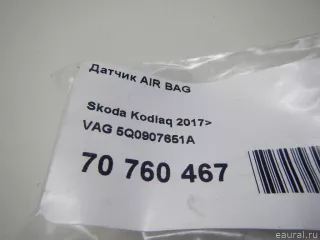 Датчик AIR BAG
Skoda Kodiaq 2017>
VAG 5Q0907651A
70 760 467
eaural.ru